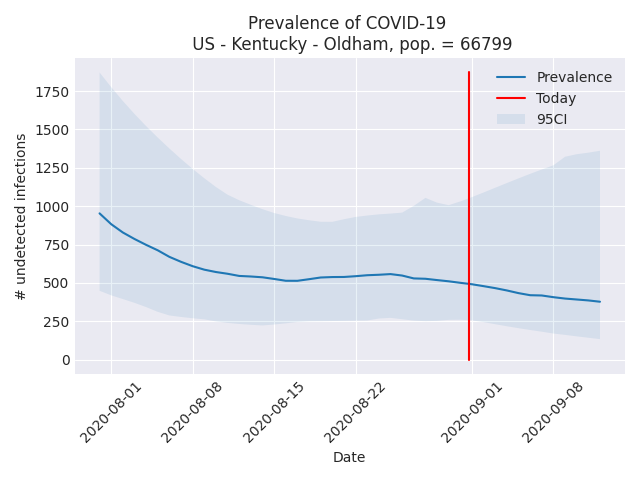 Prevalence of COVID-19
US - Kentucky - Oldham, pop. = 66799
Prevalence
Today
95CI
1750
1500
1250
1000
750
500
250
0
# undetected infections
2020-08-01
2020-08-08
2020-08-15
2020-08-22
2020-09-01
2020-09-08
Date